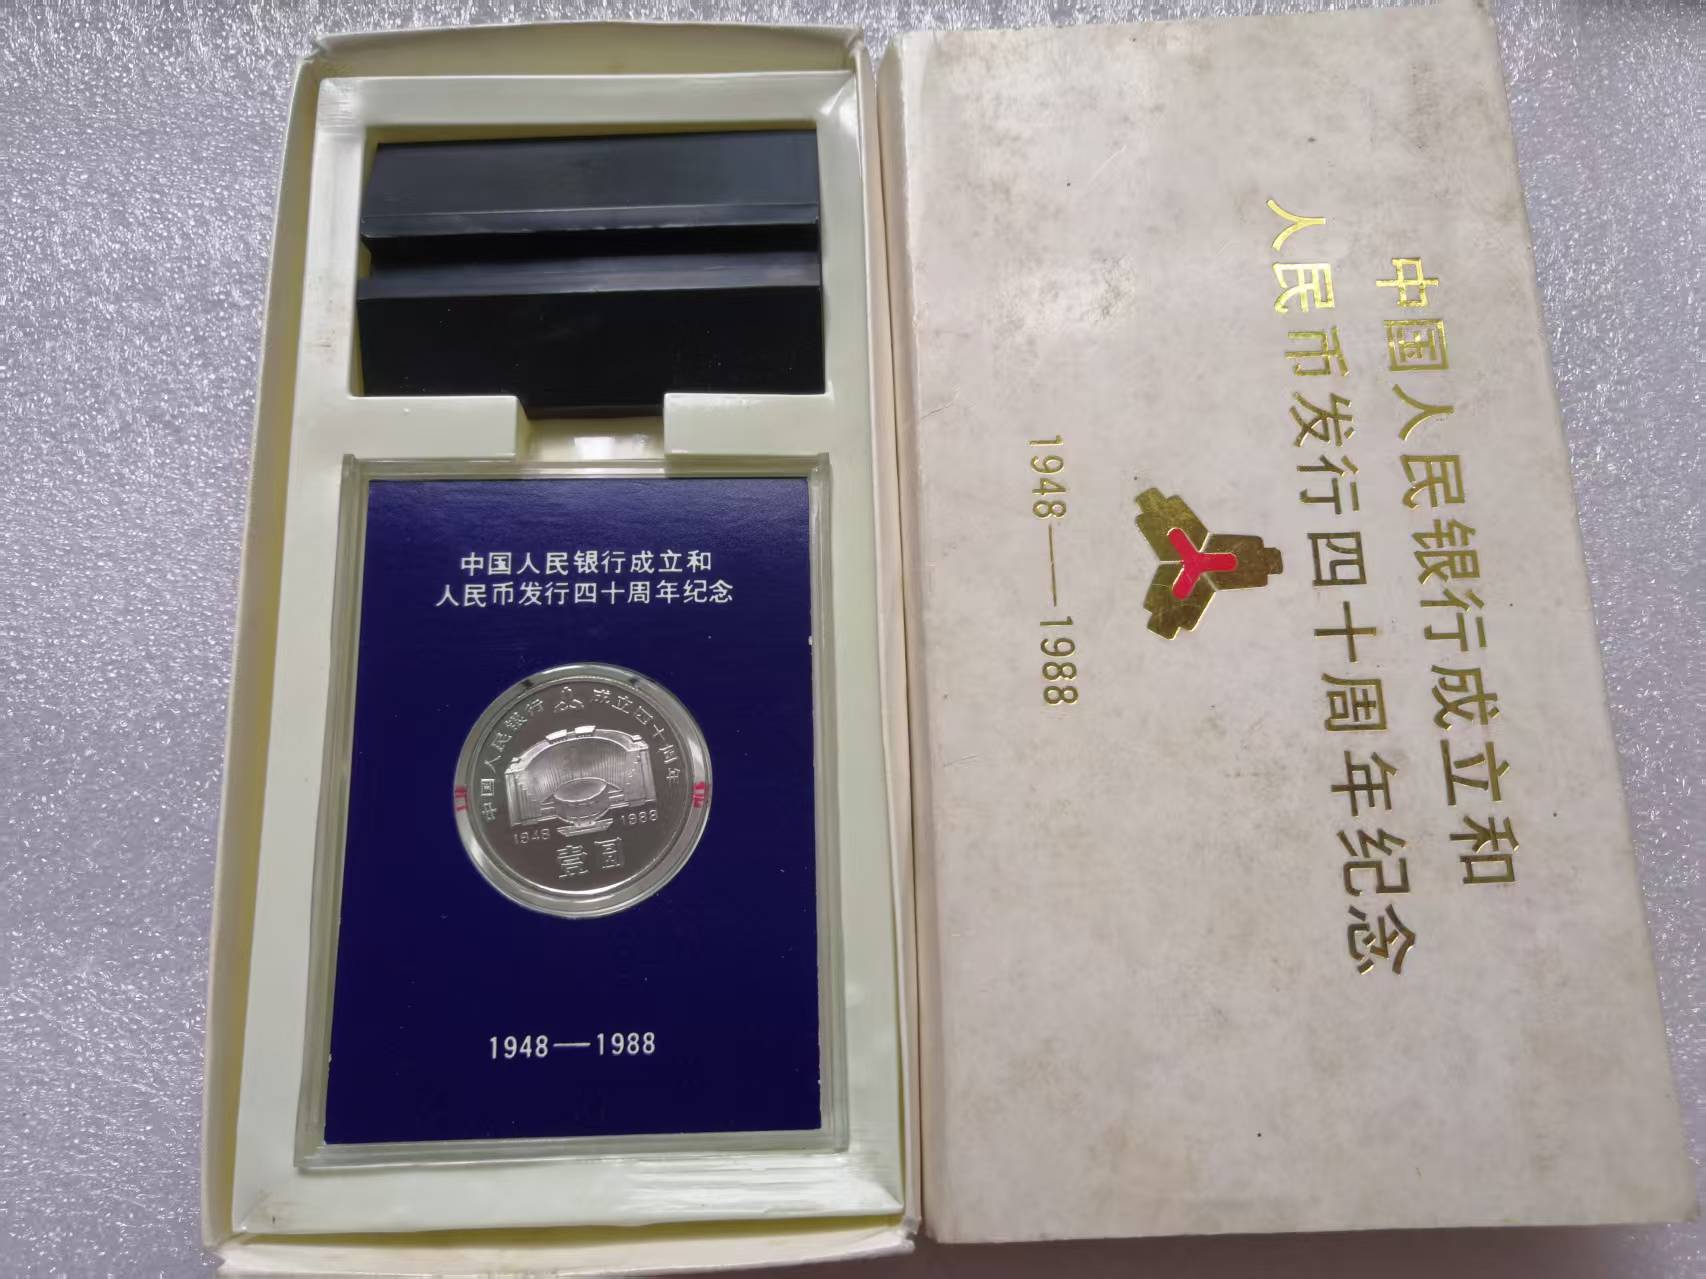 中国人民银行成立和
人民币发行四十周年纪念
中国人民银行 成立四十周年
1948 1988
壹圆
1948—1988
中国人民银行成立和
人民币发行四十周年纪念
1948—1988